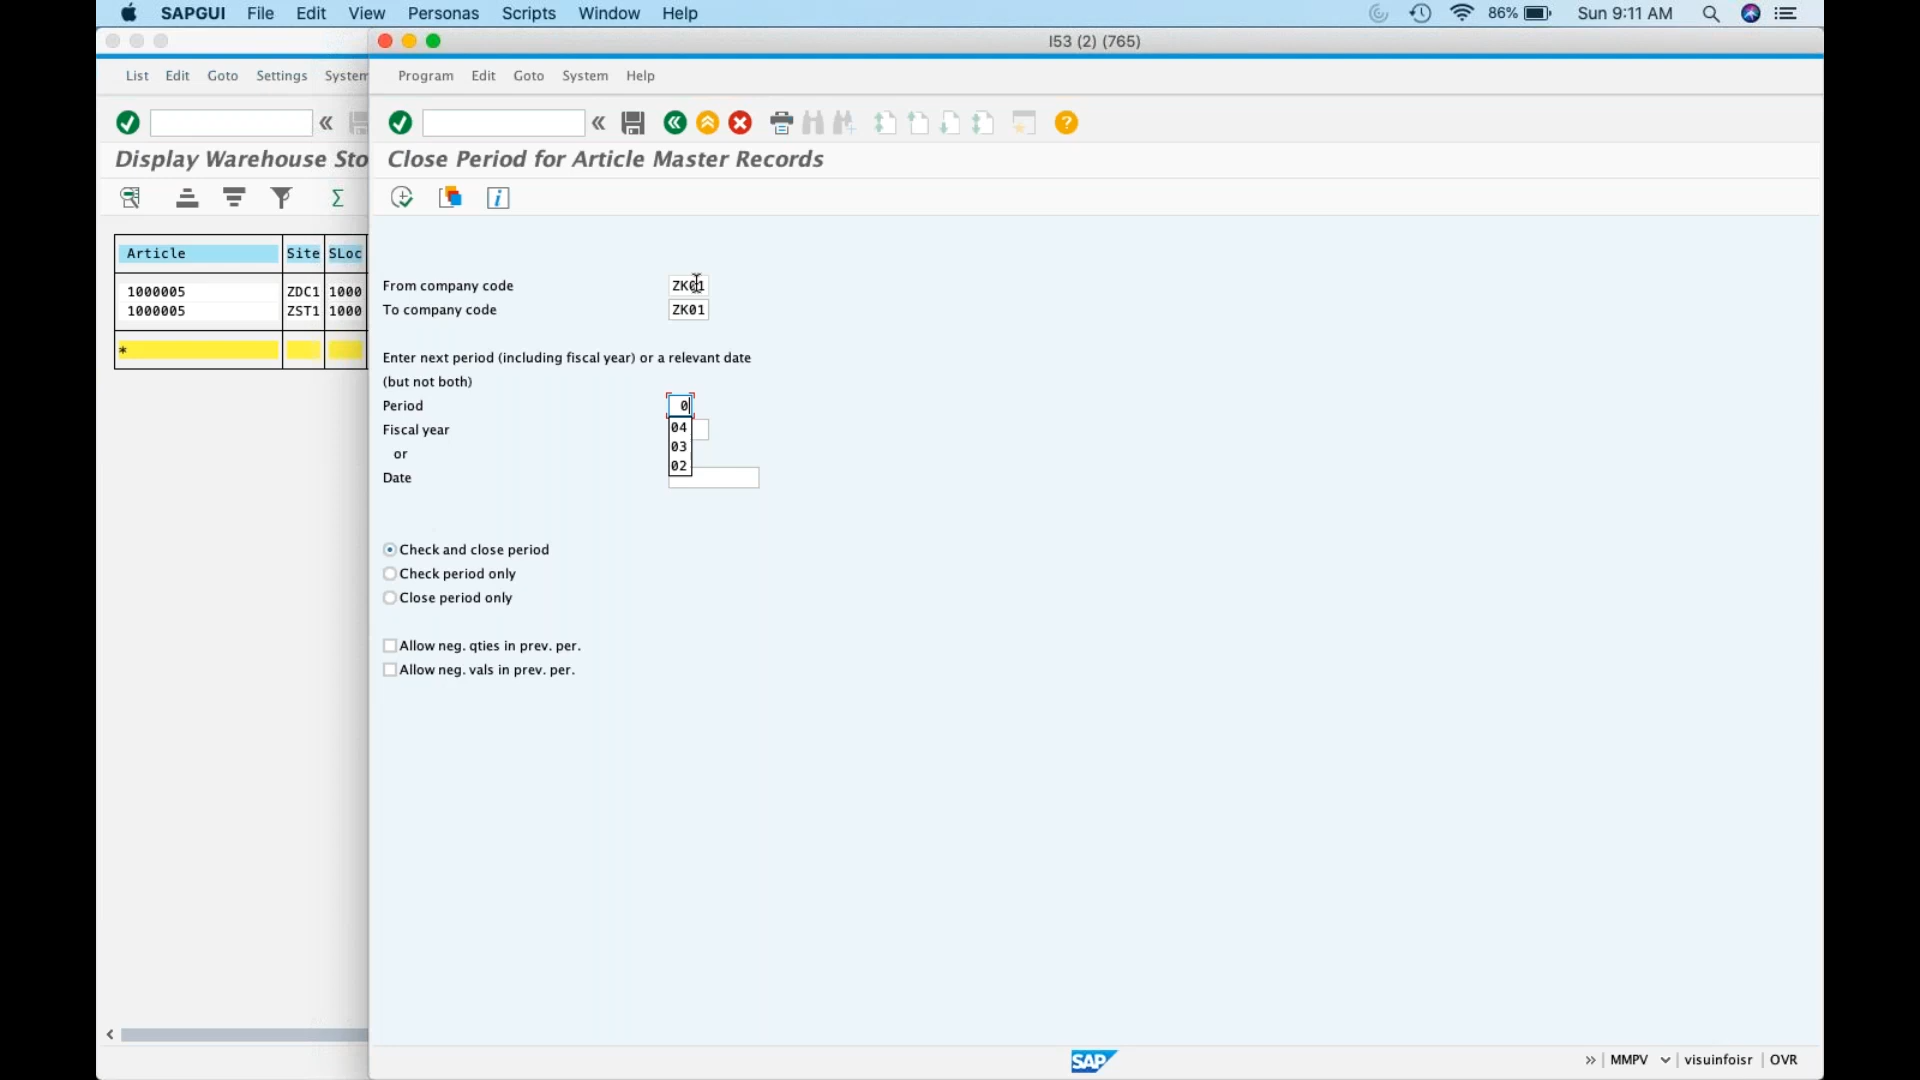 SAPGUI File Edit View Personas Scripts Window Help 86% Sun 9:11 AM
I53 (2) (765)
List Edit Goto Settings System
Program Edit Goto System Help
Display Warehouse Sto
Close Period for Article Master Records
Article Site SLoc
1000005 ZDC1 1000
1000005 ZST1 1000
*
From company code ZK01
To company code ZK01
Enter next period (including fiscal year) or a relevant date
(but not both)
Period 0
04
Fiscal year
03
or
02
Date
Check and close period
Check period only
Close period only
Allow neg. qties in prev. per.
Allow neg. vals in prev. per.
SAP
MMPV visuinfoisr OVR